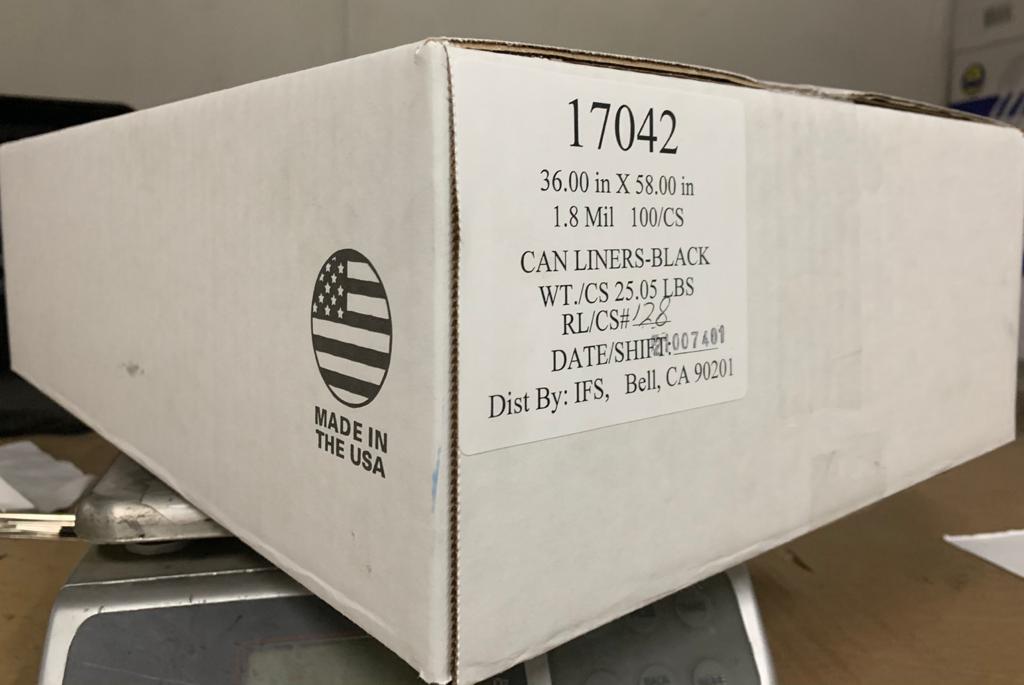 17042
36.00 in X 58.00 in
1.8 Mil 100/CS
CAN LINERS-BLACK
WT./CS 25.05 LBS
RL/CS# 128
DATE/SHIFT: 1007401
Dist By: IFS, Bell, CA 90201
MADE IN
THE USA